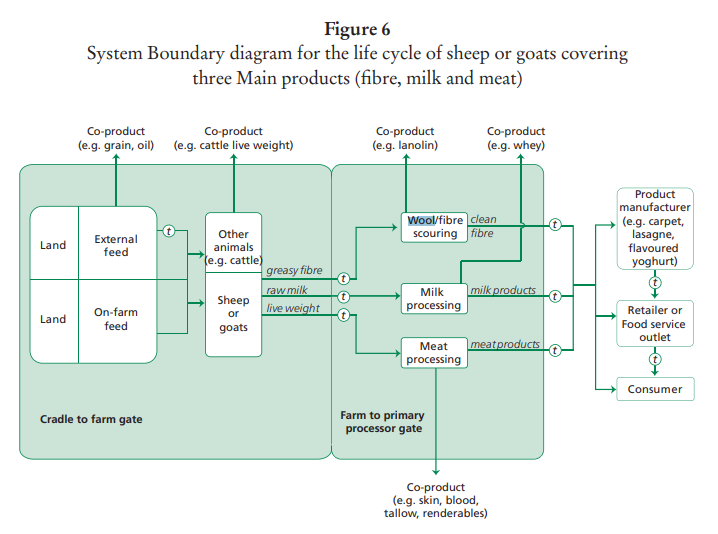 Figure 6
System Boundary diagram for the life cycle of sheep or goats covering
three Main products (fibre, milk and meat)
Co-product
(e.g. grain, oil)
Co-product
(e.g. cattle live weight)
Co-product
(e.g. lanolin)
Co-product
(e.g. whey)
Land
External
feed
t
Land
On-farm
feed
Other
animals
(e.g. cattle)
Sheep
or
goats
greasy fibre
t
raw milk
t
live weight
t
Wool/fibre
scouring
clean
fibre
t
Milk
processing
milk products
t
Meat
processing
meat products
t
Product
manufacturer
(e.g. carpet,
lasagne,
flavoured
yoghurt)
t
Retailer or
Food service
outlet
t
Consumer
Cradle to farm gate
Farm to primary
processor gate
Co-product
(e.g. skin, blood,
tallow, renderables)